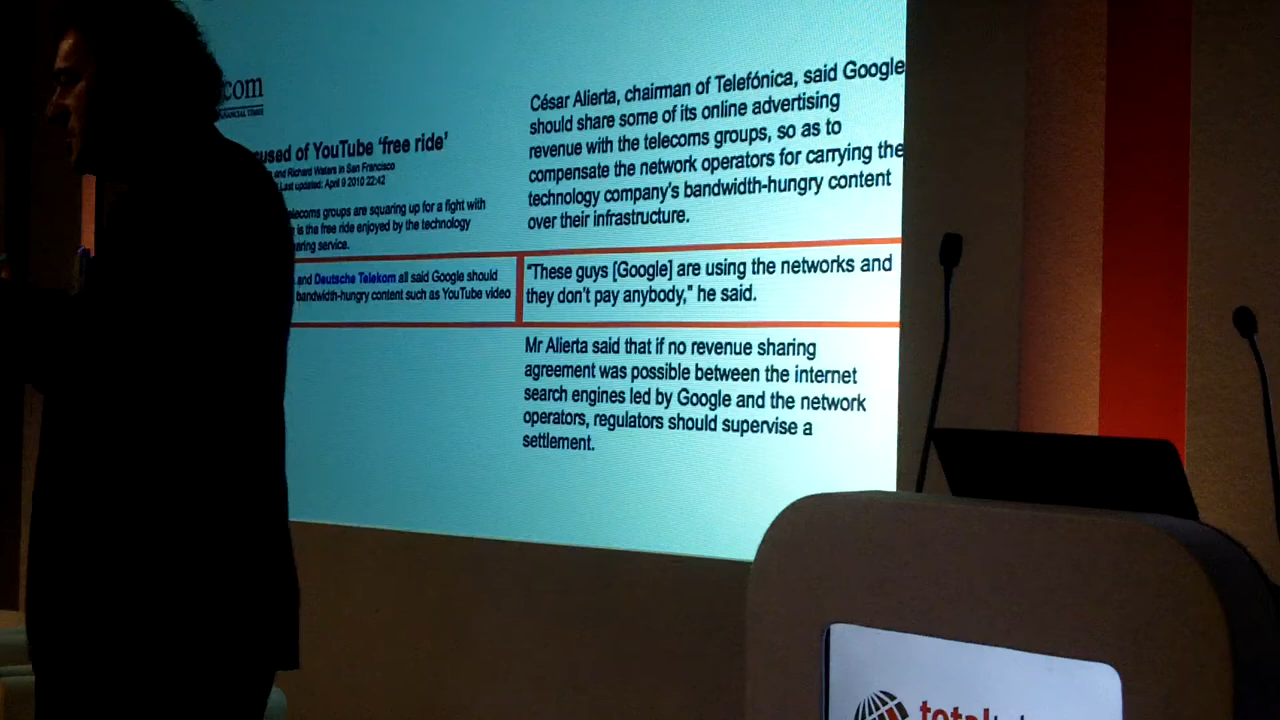 com
FINANCIAL TIMES
used of YouTube 'free ride'
and Richard Waters in San Francisco
Last updated: April 9 2010 22:42
elecoms groups are squaring up for a fight with
is the free ride enjoyed by the technology
aring service.
and Deutsche Telekom all said Google should
bandwidth-hungry content such as YouTube video
César Alierta, chairman of Telefónica, said Google
should share some of its online advertising
revenue with the telecoms groups, so as to
compensate the network operators for carrying the
technology company's bandwidth-hungry content
over their infrastructure.
"These guys [Google] are using the networks and
they don't pay anybody," he said.
Mr Alierta said that if no revenue sharing
agreement was possible between the internet
search engines led by Google and the network
operators, regulators should supervise a
settlement.
total